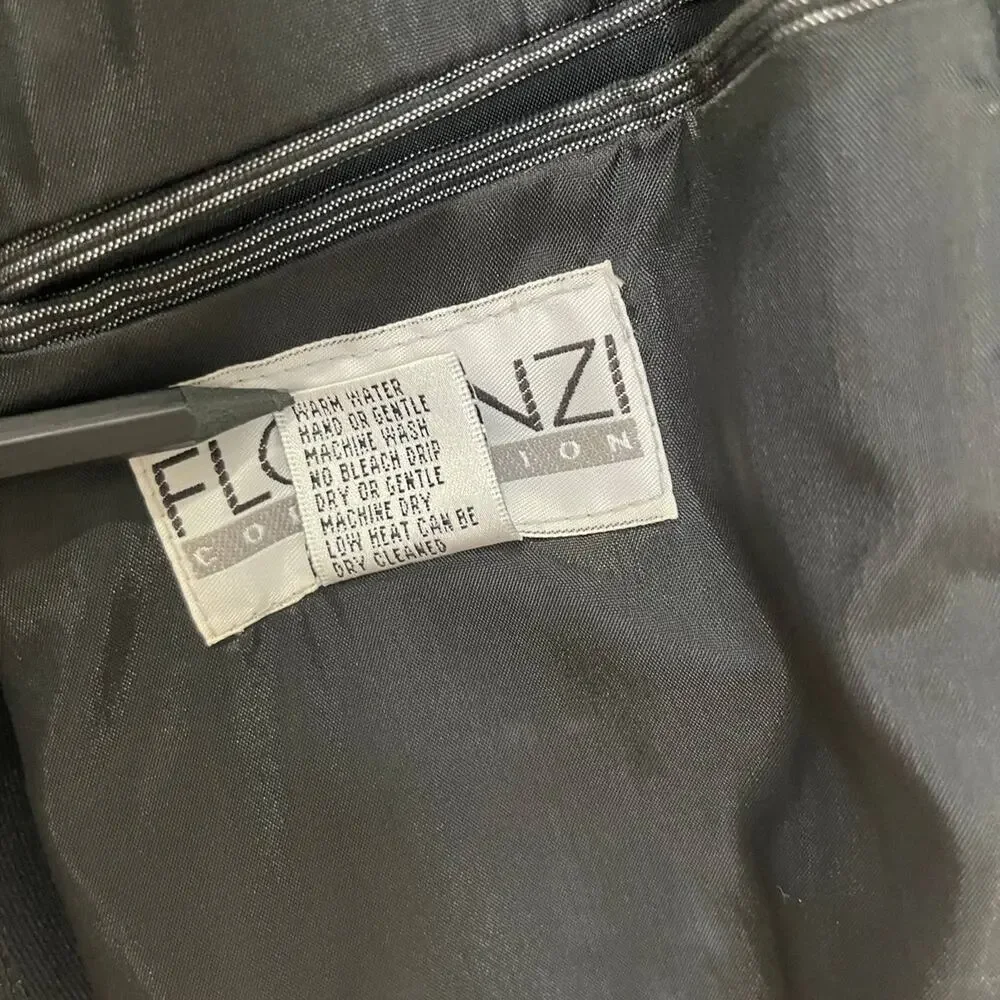 WARM WATER
HAND OR GENTLE
MACHINE WASH
NO BLEACH DRIP
DRY OR GENTLE
MACHINE DRY
LOW HEAT CAN BE
DRY CLEANED